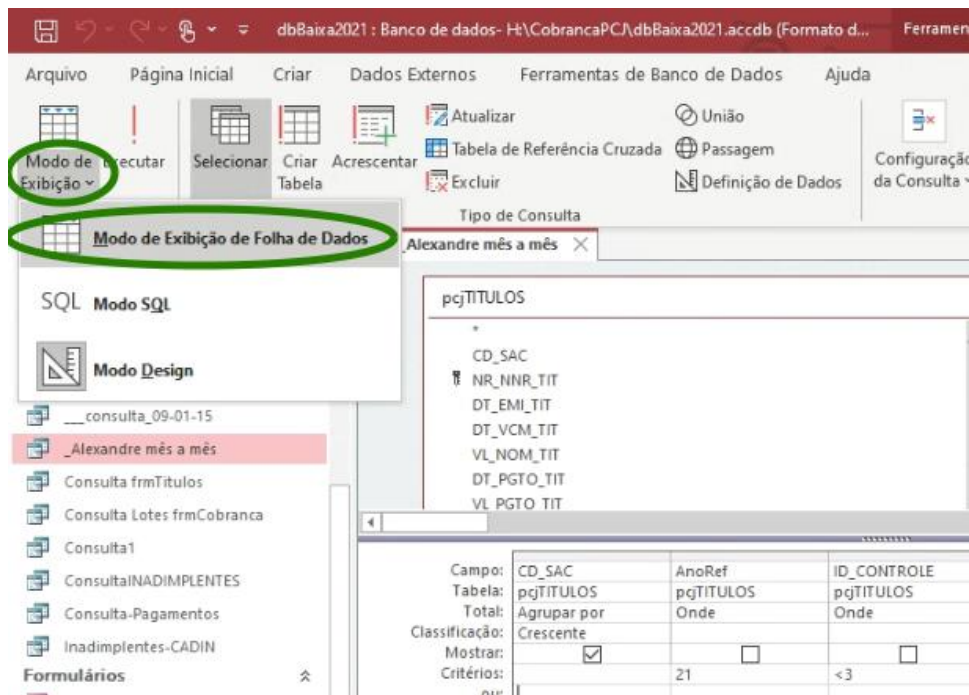 dbBaixa2021 : Banco de dados- H:\CobrancaPCJ\dbBaixa2021.accdb (Formato d... Ferramen
Arquivo Página Inicial Criar Dados Externos Ferramentas de Banco de Dados Ajuda
Modo de Exibição
Executar
Selecionar
Criar Tabela
Acrescentar
Atualizar
Tabela de Referência Cruzada
Excluir
União
Passagem
Definição de Dados
Configuração da Consulta
Tipo de Consulta
Modo de Exibição de Folha de Dados
SQL Modo SQL
Modo Design
_Alexandre mês a mês
pcjTITULOS
*
CD_SAC
NR_NNR_TIT
DT_EMI_TIT
DT_VCM_TIT
VL_NOM_TIT
DT_PGTO_TIT
VL_PGTO_TIT
___consulta_09-01-15
_Alexandre mês a mês
Consulta frmTitulos
Consulta Lotes frmCobranca
Consulta1
ConsultaINADIMPLENTES
Consulta-Pagamentos
Inadimplentes-CADIN
Formulários
Campo: CD_SAC AnoRef ID_CONTROLE
Tabela: pcjTITULOS pcjTITULOS pcjTITULOS
Total: Agrupar por Onde Onde
Classificação: Crescente
Mostrar:
Critérios: 21 <3
ou: